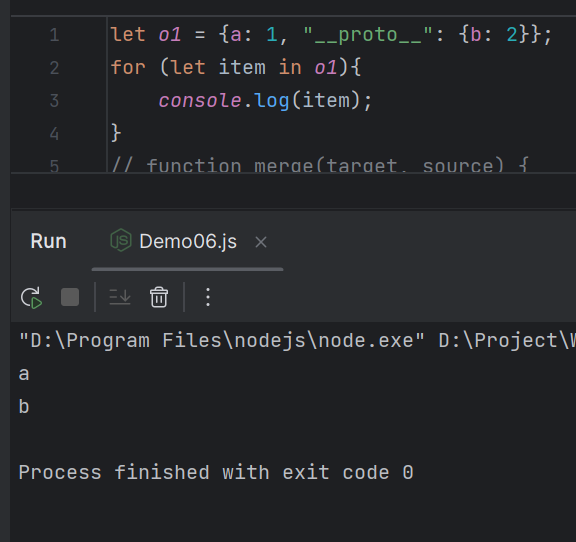 1 let o1 = {a: 1, "__proto__": {b: 2}};
2 for (let item in o1){
3     console.log(item);
4 }
5 // function merge(target, source) {
Run Demo06.js
"D:\Program Files\nodejs\node.exe" D:\Project\W
a
b
Process finished with exit code 0